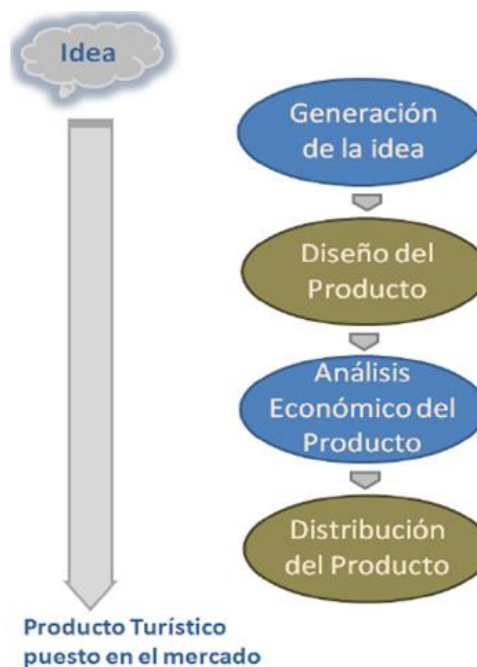 Idea
Generación
de la idea
Diseño del
Producto
Análisis
Económico del
Producto
Distribución
del Producto
Producto Turístico
puesto en el mercado